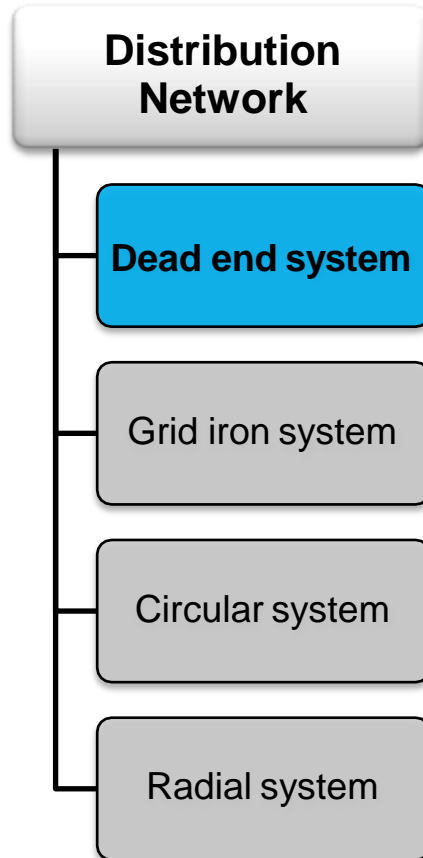 Distribution
Network
Dead end system
Grid iron system
Circular system
Radial system